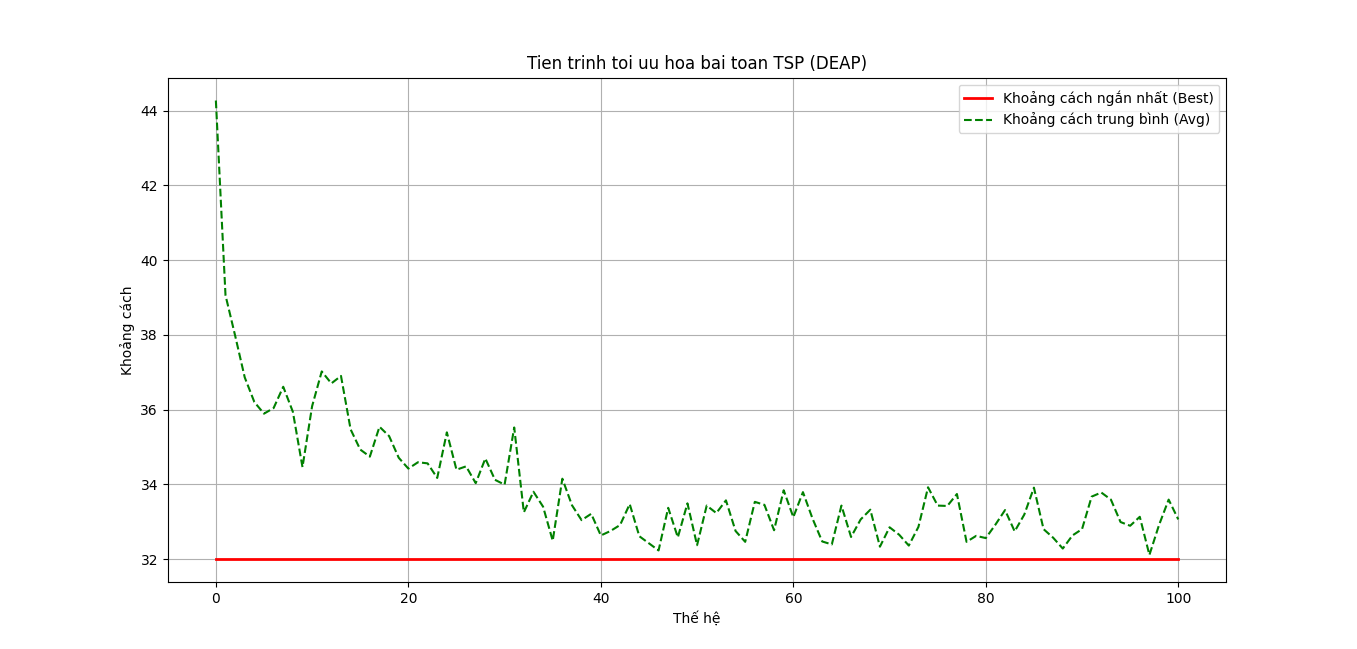 Tien trinh toi uu hoa bai toan TSP (DEAP)
Khoảng cách ngắn nhất (Best)
Khoảng cách trung bình (Avg)
44
42
40
38
36
34
32
Khoảng cách
0 20 40 60 80 100
Thế hệ